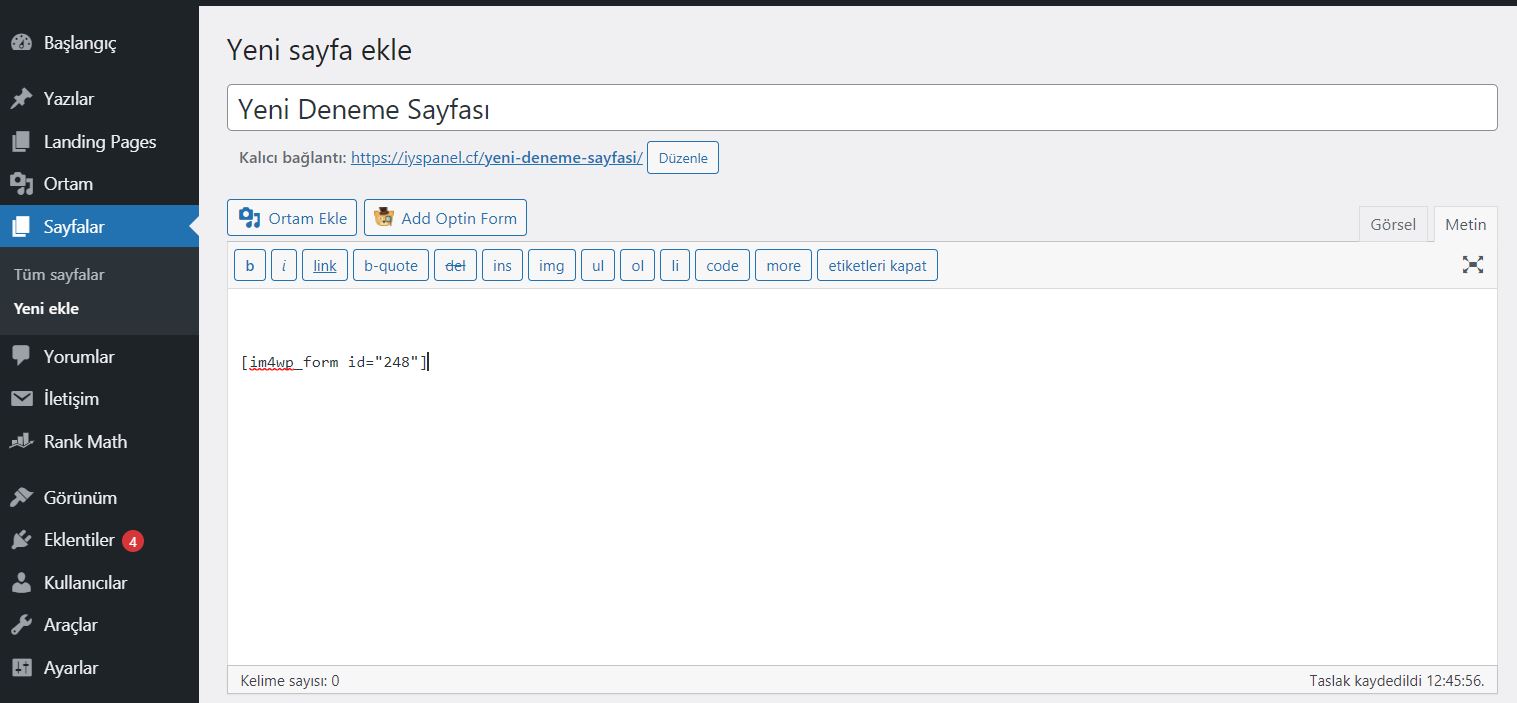 Başlangıç
Yazılar
Landing Pages
Ortam
Sayfalar
Tüm sayfalar
Yeni ekle
Yorumlar
İletişim
Rank Math
Görünüm
Eklentiler 4
Kullanıcılar
Araçlar
Ayarlar
Yeni sayfa ekle
Yeni Deneme Sayfası
Kalıcı bağlantı: https://iyspanel.cf/yeni-deneme-sayfasi/ Düzenle
Ortam Ekle Add Optin Form
Görsel Metin
b i link b-quote del ins img ul ol li code more etiketleri kapat
[im4wp_form id="248"]
Kelime sayısı: 0 Taslak kaydedildi 12:45:56.